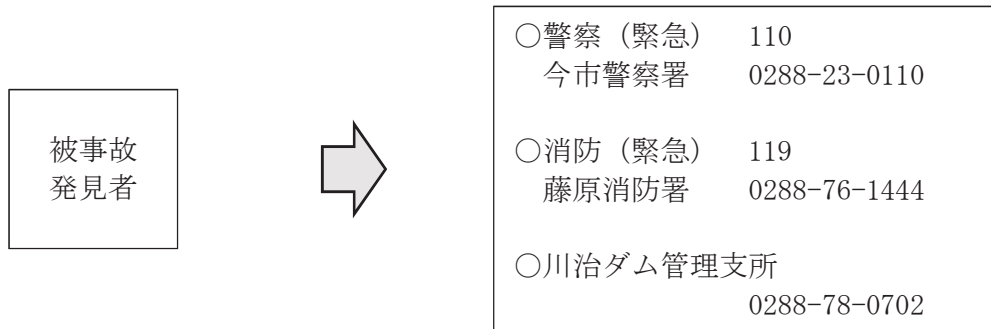 被事故
発見者
○警察（緊急） 110
今市警察署 0288-23-0110
○消防（緊急） 119
藤原消防署 0288-76-1444
○川治ダム管理支所
0288-78-0702